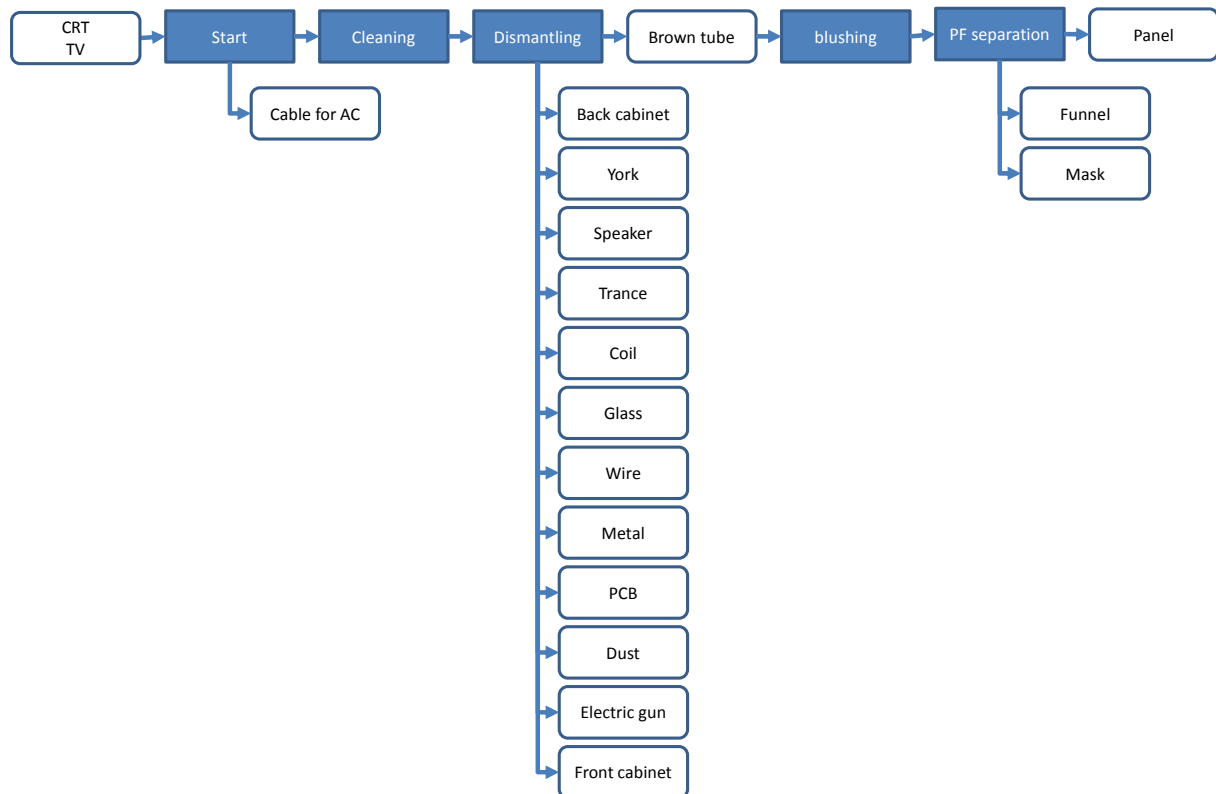 CRT
TV
Start
Cleaning
Dismantling
Brown tube
blushing
PF separation
Panel
Cable for AC
Back cabinet
Funnel
York
Mask
Speaker
Trance
Coil
Glass
Wire
Metal
PCB
Dust
Electric gun
Front cabinet